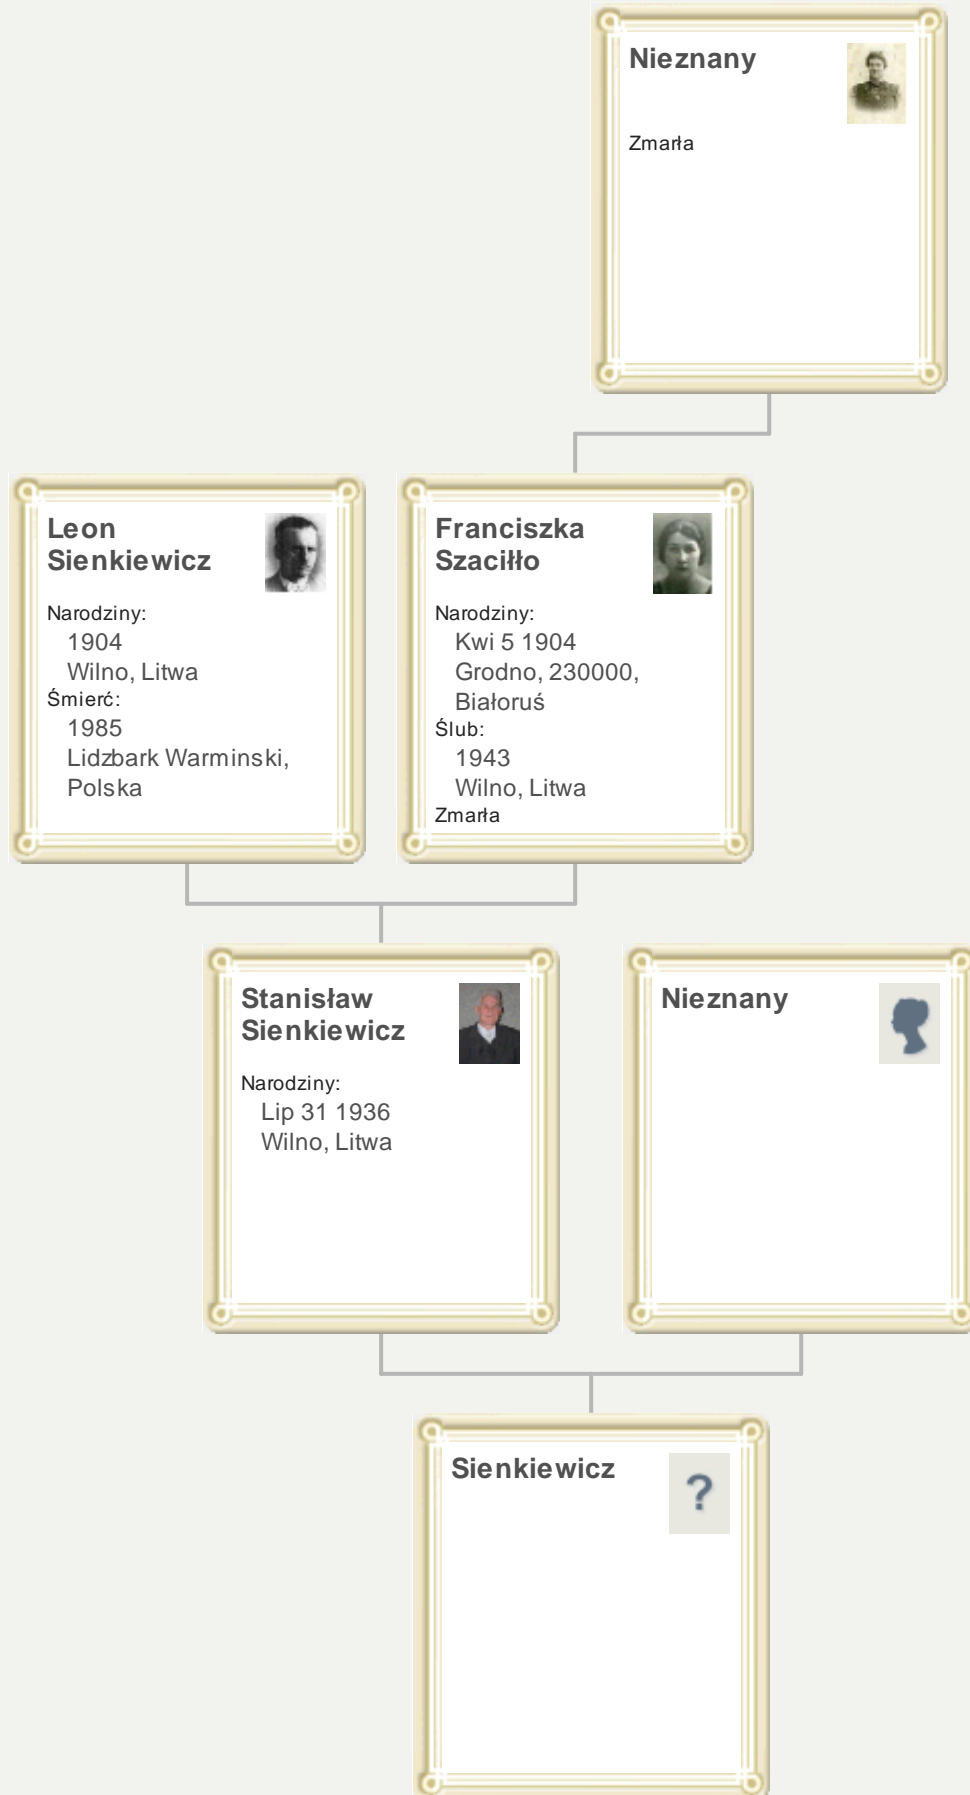 Nieznany
Zmarła
Leon
Sienkiewicz
Narodziny:
1904
Wilno, Litwa
Śmierć:
1985
Lidzbark Warminski,
Polska
Franciszka
Szaciłło
Narodziny:
Kwi 5 1904
Grodno, 230000,
Białoruś
Ślub:
1943
Wilno, Litwa
Zmarła
Stanisław
Sienkiewicz
Narodziny:
Lip 31 1936
Wilno, Litwa
Nieznany
Sienkiewicz
?